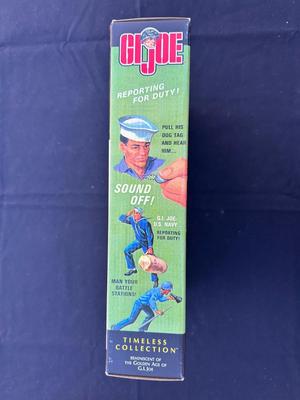 GI JOE
REPORTING
FOR DUTY!
PULL HIS
DOG TAG
AND HEAR
HIM...
SOUND
OFF!
G.I. JOE
U.S. NAVY
REPORTING
FOR DUTY!
MAN YOUR
BATTLE
STATIONS!
TIMELESS
COLLECTION™
REMINISCENT OF
THE GOLDEN AGE OF
G.I. JOE